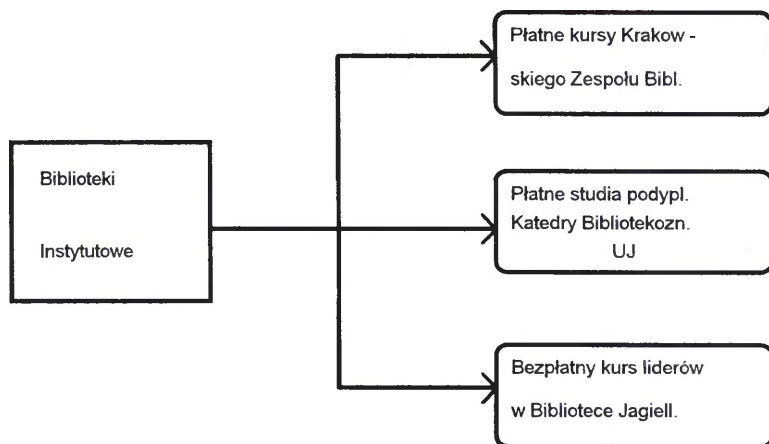 Biblioteki
Instytutowe
Płatne kursy Krakow -
skiego Zespołu Bibl.
Płatne studia podypl.
Katedry Bibliotekozn.
UJ
Bezpłatny kurs liderów
w Bibliotece Jagiell.